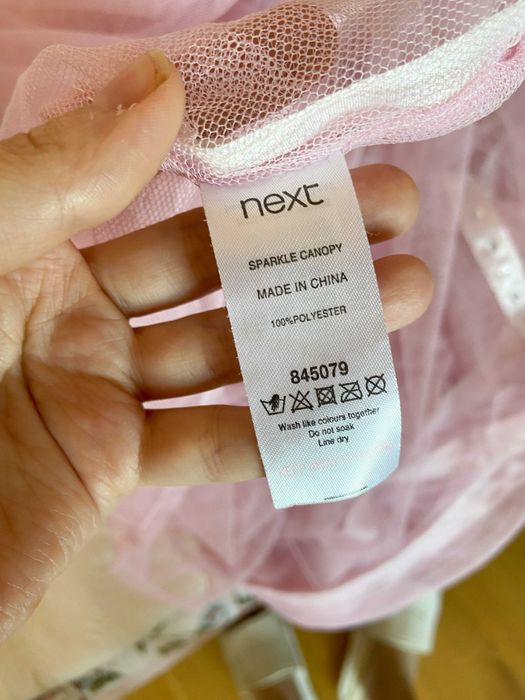 next
SPARKLE CANOPY
MADE IN CHINA
100%POLYESTER
845079
Wash like colours together
Do not soak
Line dry